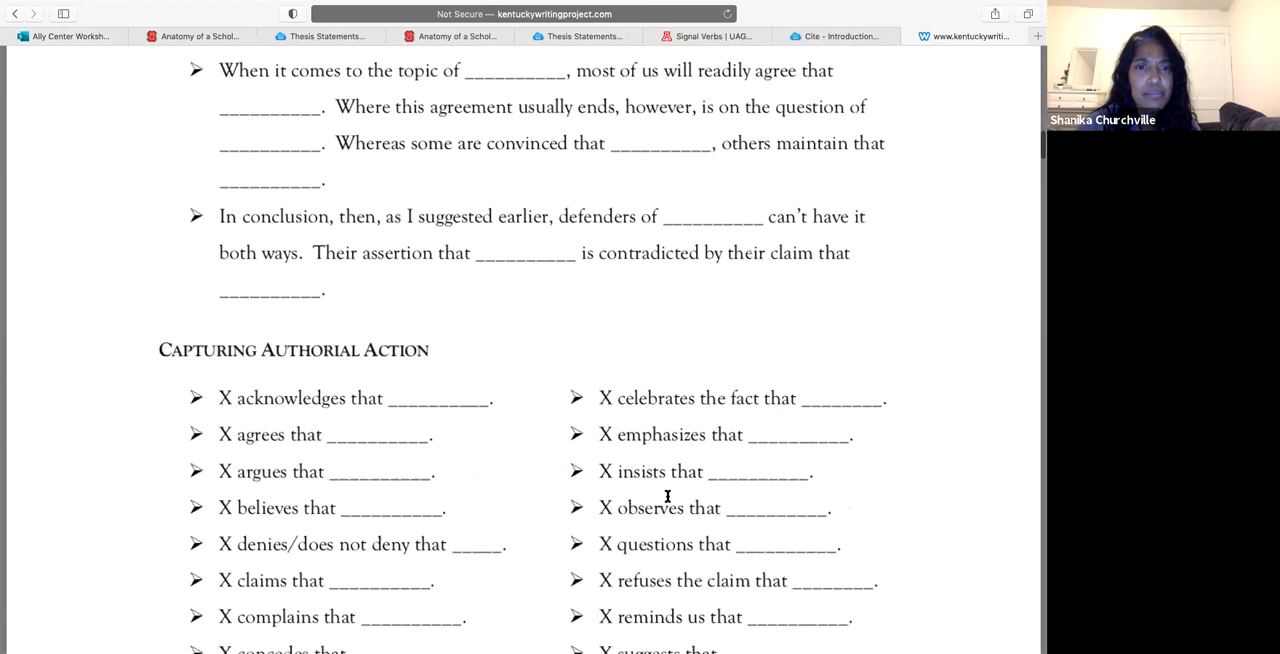 Not Secure — kentuckywritingproject.com
Ally Center Worksh...
Anatomy of a Schol...
Thesis Statements...
Anatomy of a Schol...
Thesis Statements...
Signal Verbs | UAG...
Cite - Introduction...
www.kentuckywriti...
Shanika Churchville
➢ When it comes to the topic of __________, most of us will readily agree that
__________. Where this agreement usually ends, however, is on the question of
__________. Whereas some are convinced that __________, others maintain that
__________.
➢ In conclusion, then, as I suggested earlier, defenders of __________ can't have it
both ways. Their assertion that __________ is contradicted by their claim that
__________.
CAPTURING AUTHORIAL ACTION
➢ X acknowledges that __________.
➢ X agrees that __________.
➢ X argues that __________.
➢ X believes that __________.
➢ X denies/does not deny that _____.
➢ X claims that __________.
➢ X complains that __________.
X concedes that
➢ X celebrates the fact that ________.
➢ X emphasizes that __________.
➢ X insists that __________.
➢ X observes that __________.
➢ X questions that __________.
➢ X refuses the claim that ________.
➢ X reminds us that __________.
X suggests that